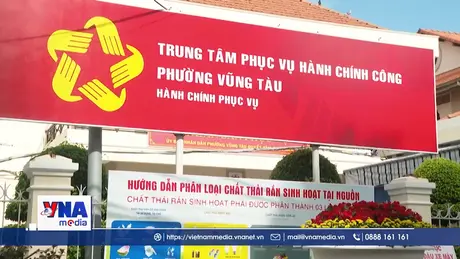 TRUNG TÂM PHỤC VỤ HÀNH CHÍNH CÔNG
PHƯỜNG VŨNG TÀU
HÀNH CHÍNH PHỤC VỤ
HƯỚNG DẪN PHÂN LOẠI CHẤT THẢI RẮN SINH HOẠT TẠI NGUỒN
CHẤT THẢI RẮN SINH HOẠT PHẢI ĐƯỢC PHÂN THÀNH 03
VNA
media
https://vietnammedia.vnanet.vn/
mail@vnanet.vn
0888 161 161